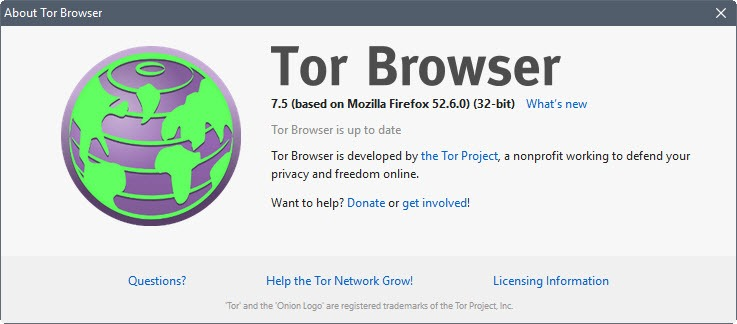 About Tor Browser
Tor Browser
7.5 (based on Mozilla Firefox 52.6.0) (32-bit) What's new
Tor Browser is up to date
Tor Browser is developed by the Tor Project, a nonprofit working to defend your
privacy and freedom online.
Want to help? Donate or get involved!
Questions? Help the Tor Network Grow! Licensing Information
'Tor' and the 'Onion Logo' are registered trademarks of the Tor Project, Inc.